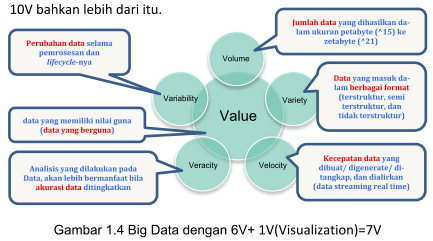 10V bahkan lebih dari itu.
Jumlah data yang dihasilkan da-
lam ukuran petabyte (^15) ke
zetabyte (^21)
Perubahan data selama
pemrosesan dan
lifecycle-nya
Volume
Variability
Value
Variety
Data yang masuk da-
lam berbagai format
(terstruktur, semi
terstruktur, dan
tidak terstruktur)
data yang memiliki nilai guna
(data yang berguna)
Veracity
Velocity
Analisis yang dilakukan pada
Data, akan lebih bermanfaat bila
akurasi data ditingkatkan
Kecepatan data yang
dibuat/ digenerate/ di-
tangkap, dan dialirkan
(data streaming real time)
Gambar 1.4 Big Data dengan 6V+ 1V(Visualization)=7V